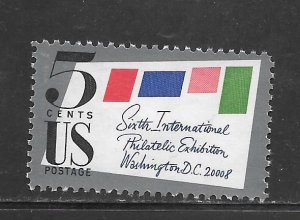 5
CENTS
US
POSTAGE
Sixth International
Philatelic Exhibition
Washington D.C. 20008